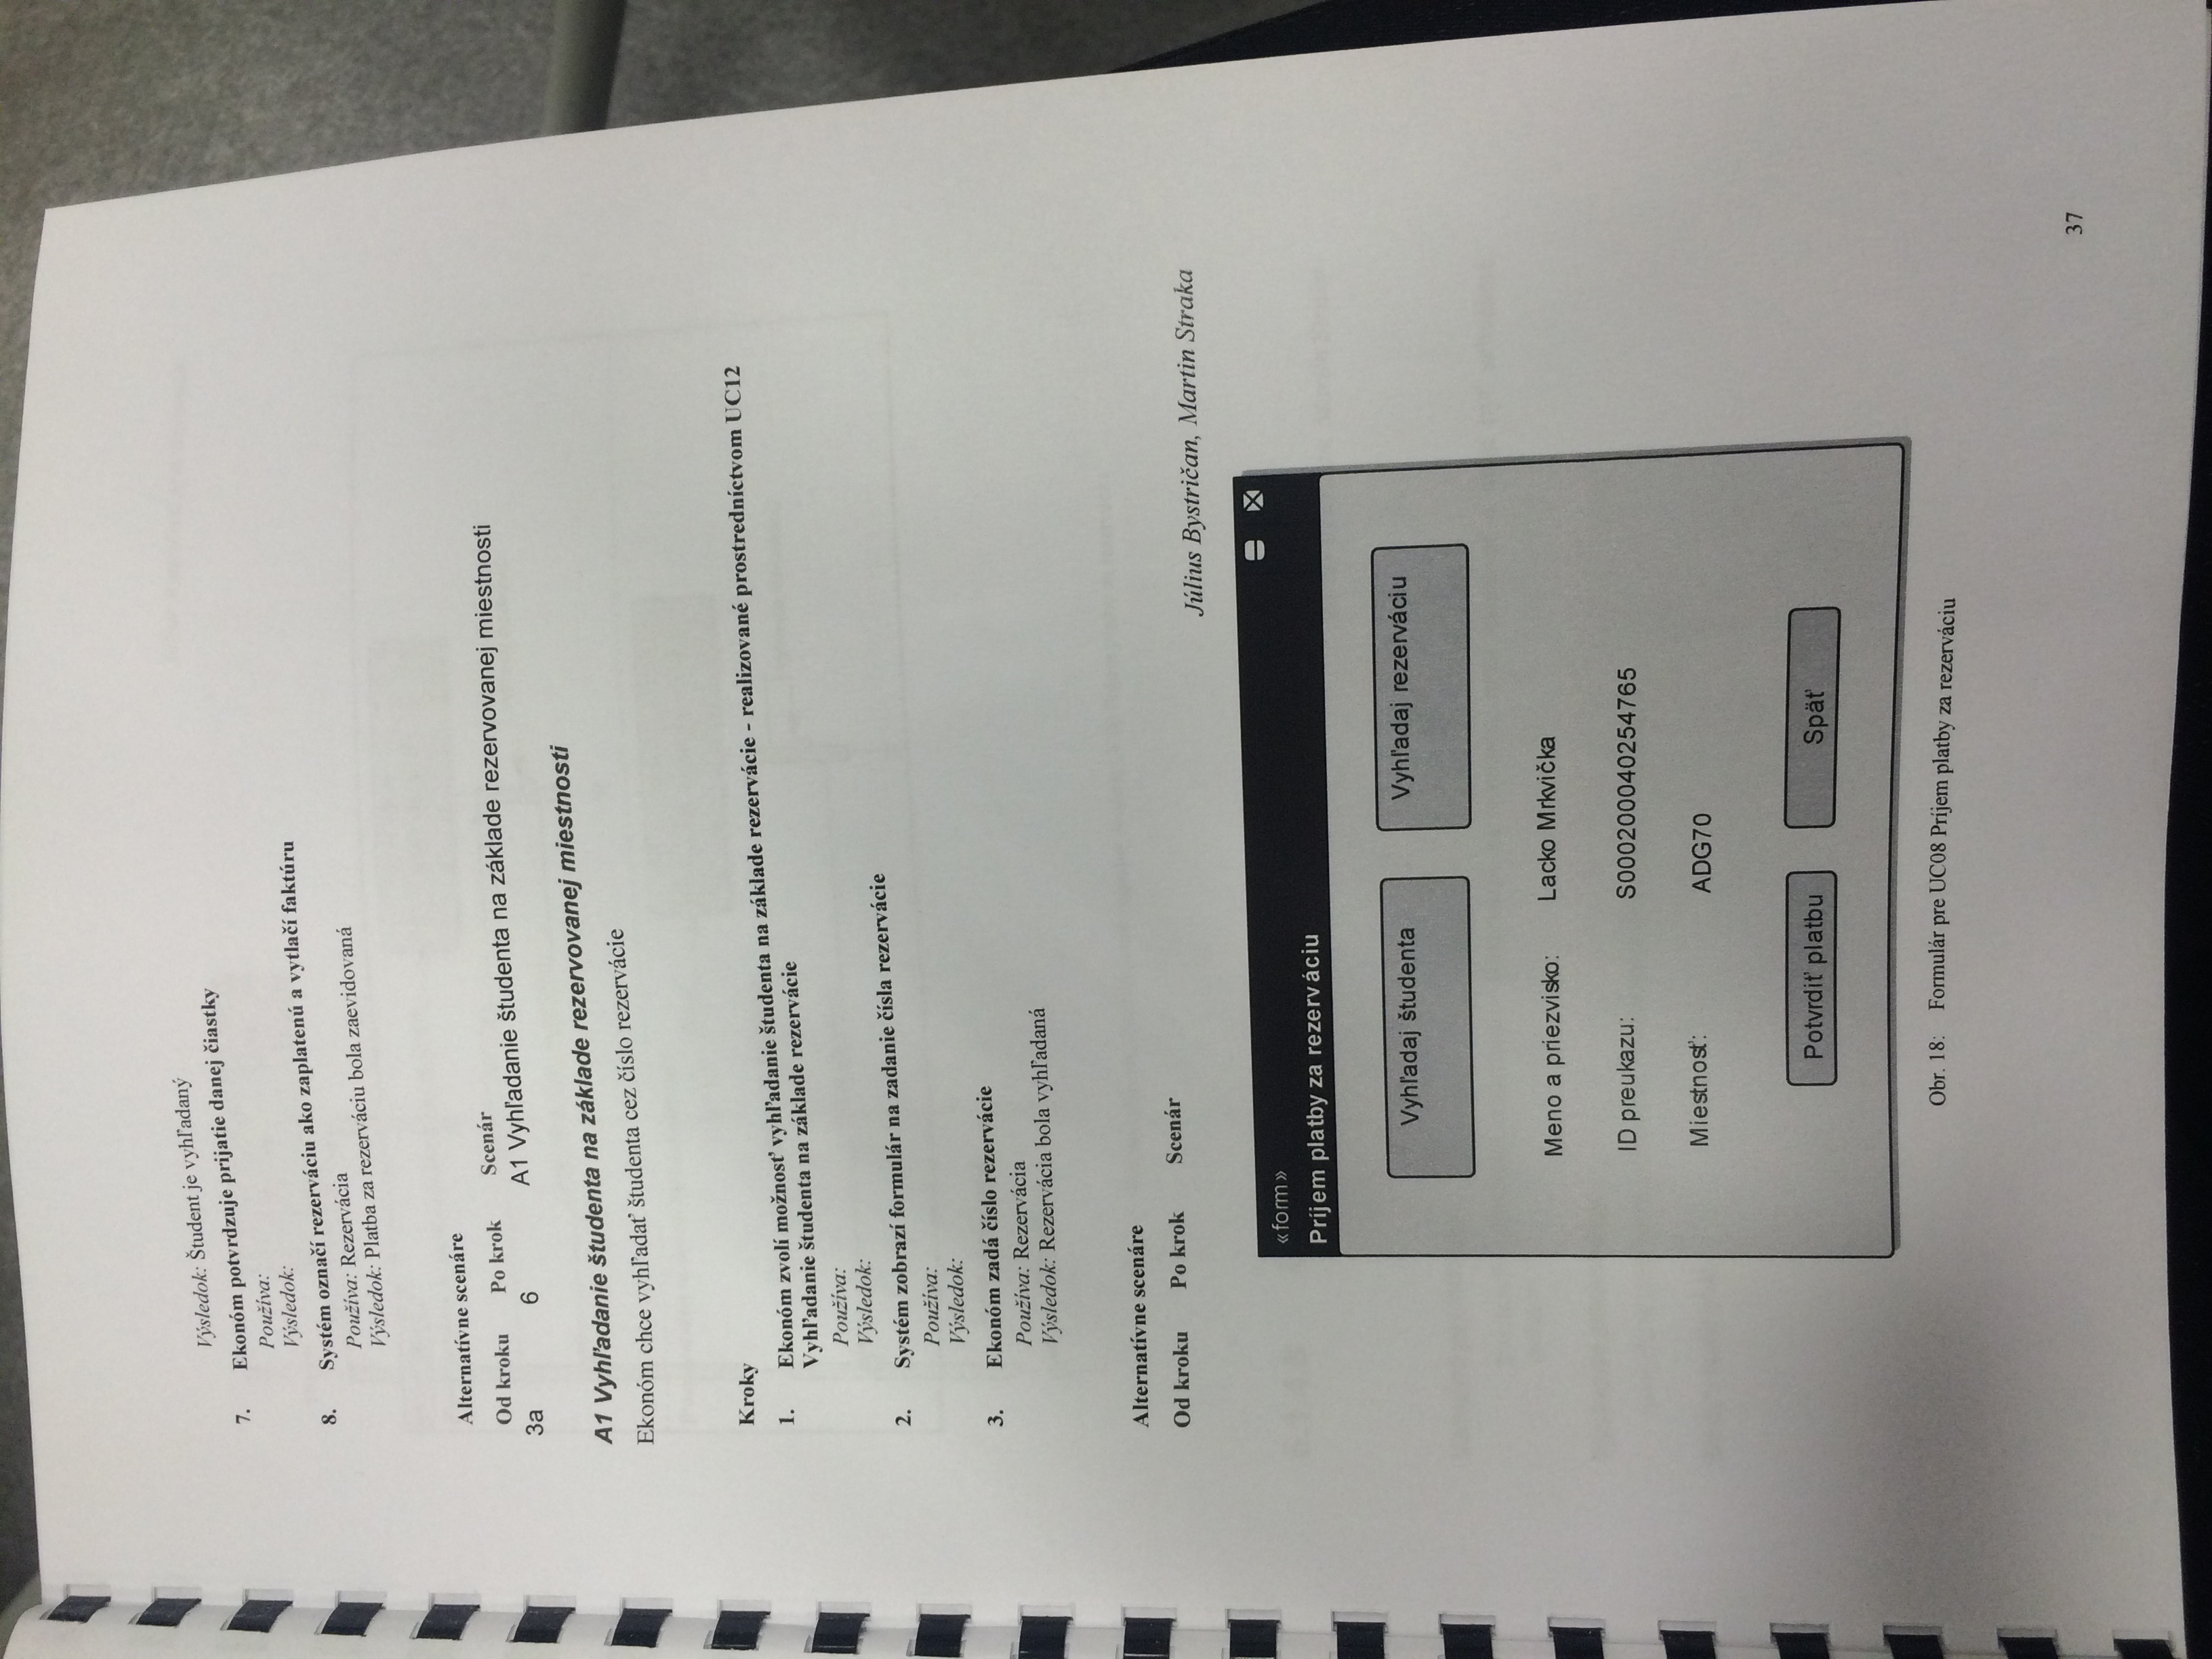 Výsledok: Študent je vyhľadaný
7. Ekonóm potvrdzuje prijatie danej čiastky
Používa:
Výsledok:
8. Systém označí rezerváciu ako zaplatenú a vytlačí faktúru
Používa: Rezervácia
Výsledok: Platba za rezerváciu bola zaevidovaná
Alternatívne scenáre
Od kroku Po krok Scenár
3a 6 A1 Vyhľadanie študenta na základe rezervovanej miestnosti
A1 Vyhľadanie študenta na základe rezervovanej miestnosti
Ekonóm chce vyhľadať študenta cez číslo rezervácie
Kroky
1. Ekonóm zvolí možnosť vyhľadanie študenta na základe rezervácie - realizované prostredníctvom UC12
Vyhľadanie študenta na základe rezervácie
Používa:
Výsledok:
2. Systém zobrazí formulár na zadanie čísla rezervácie
Používa:
Výsledok:
3. Ekonóm zadá číslo rezervácie
Používa: Rezervácia
Výsledok: Rezervácia bola vyhľadaná
Alternatívne scenáre
Od kroku Po krok Scenár
Július Bystričan, Martin Straka
«form»
Príjem platby za rezerváciu
Vyhľadaj študenta Vyhľadaj rezerváciu
Meno a priezvisko: Lacko Mrkvička
ID preukazu: S000200040254765
Miestnosť: ADG70
Potvrdiť platbu Späť
Obr. 18: Formulár pre UC08 Príjem platby za rezerváciu
37